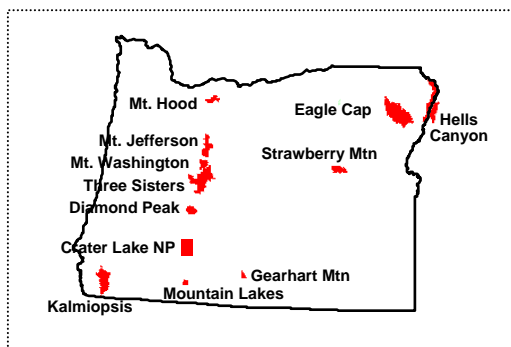 Mt. Hood
Eagle Cap
Hells
Canyon
Mt. Jefferson
Strawberry Mtn
Mt. Washington
Three Sisters
Diamond Peak
Crater Lake NP
Gearhart Mtn
Mountain Lakes
Kalmiopsis